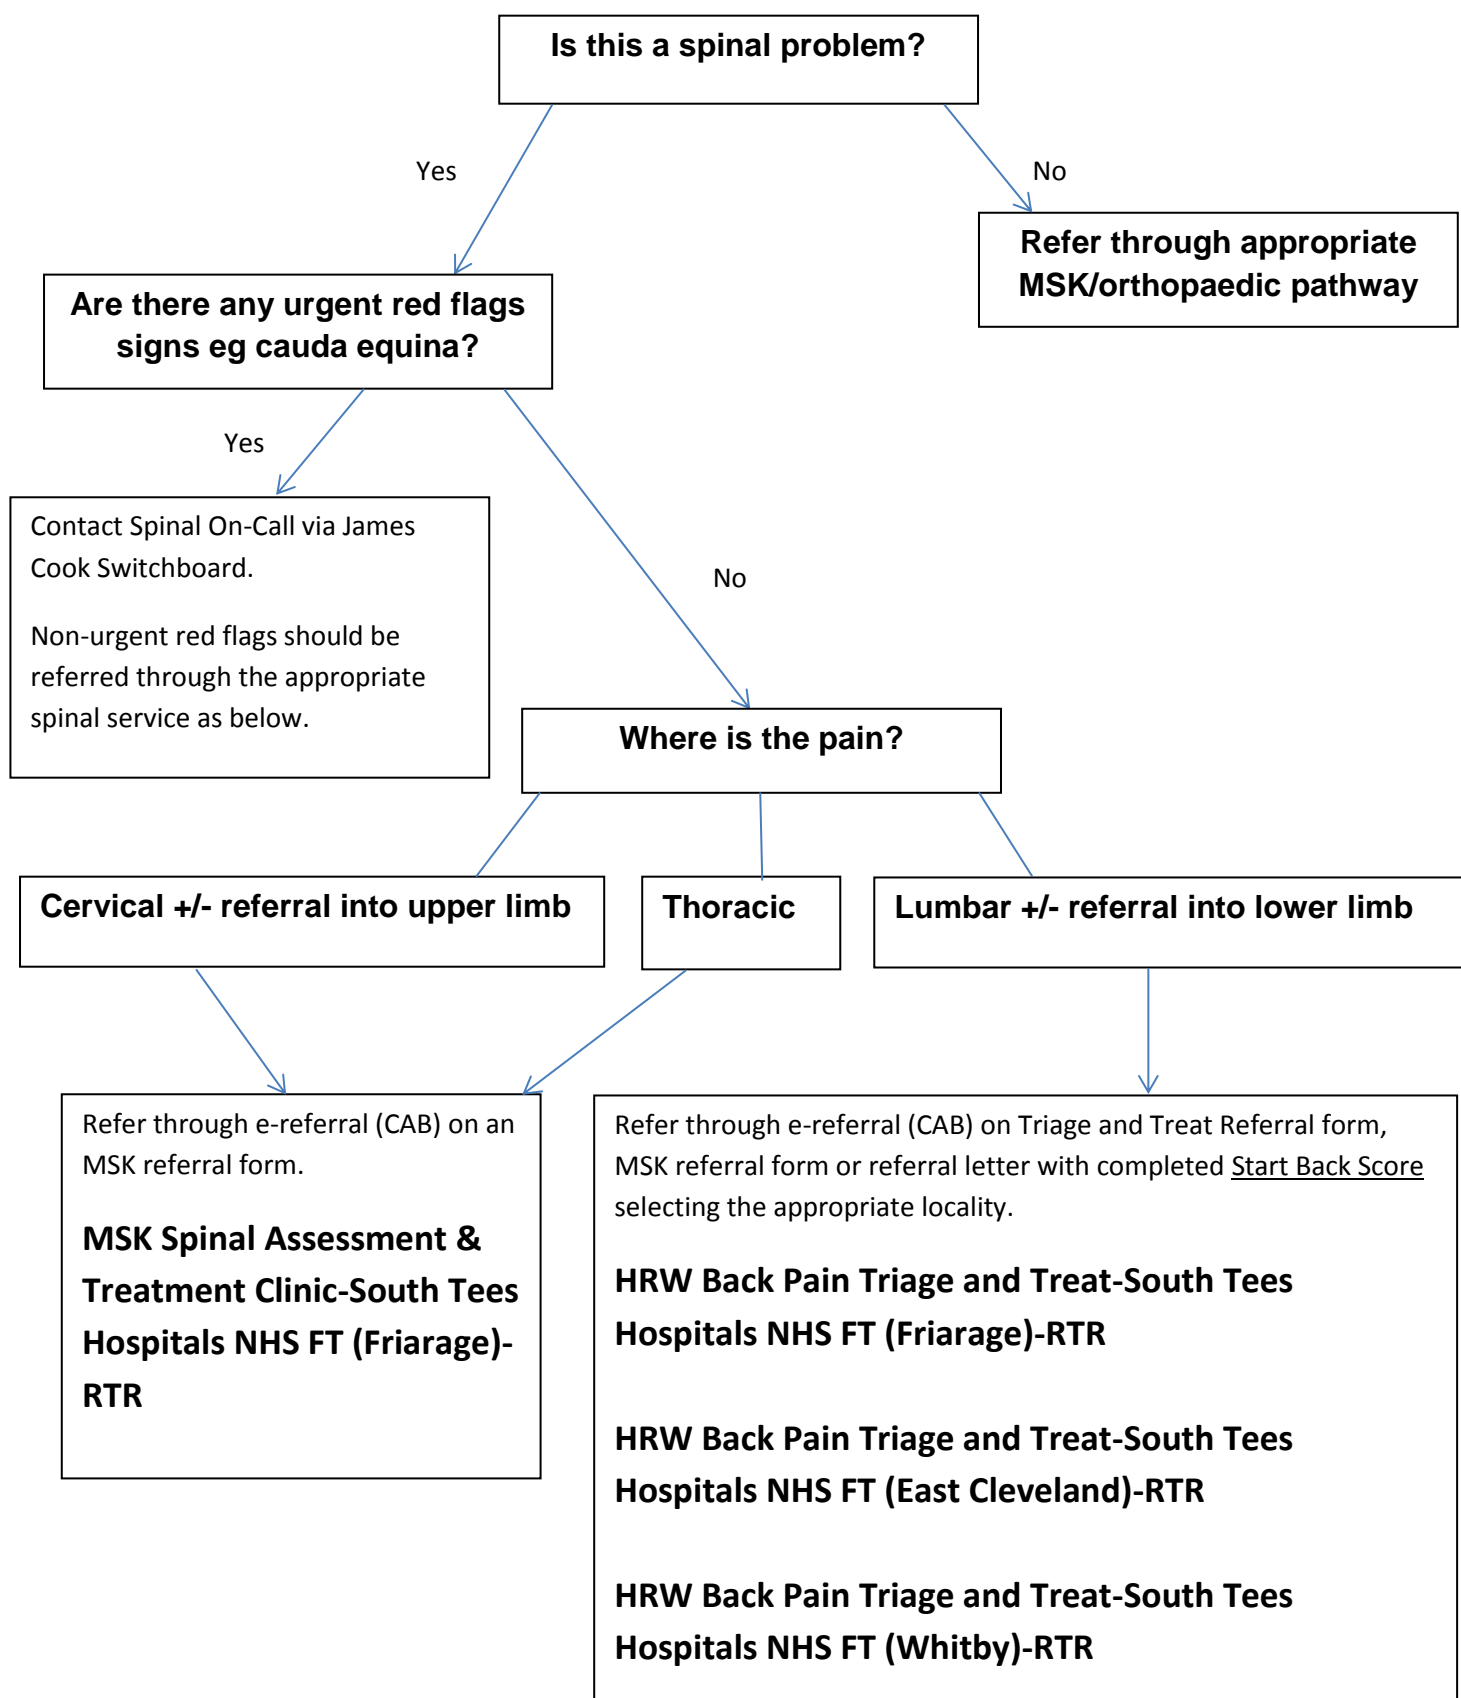 Is this a spinal problem?
Yes
No
Refer through appropriate
MSK/orthopaedic pathway
Are there any urgent red flags
signs eg cauda equina?
Yes
No
Contact Spinal On-Call via James
Cook Switchboard.
Non-urgent red flags should be
referred through the appropriate
spinal service as below.
Where is the pain?
Cervical +/- referral into upper limb
Thoracic
Lumbar +/- referral into lower limb
Refer through e-referral (CAB) on an
MSK referral form.
MSK Spinal Assessment &
Treatment Clinic-South Tees
Hospitals NHS FT (Friarage)-
RTR
Refer through e-referral (CAB) on Triage and Treat Referral form,
MSK referral form or referral letter with completed Start Back Score
selecting the appropriate locality.
HRW Back Pain Triage and Treat-South Tees
Hospitals NHS FT (Friarage)-RTR
HRW Back Pain Triage and Treat-South Tees
Hospitals NHS FT (East Cleveland)-RTR
HRW Back Pain Triage and Treat-South Tees
Hospitals NHS FT (Whitby)-RTR